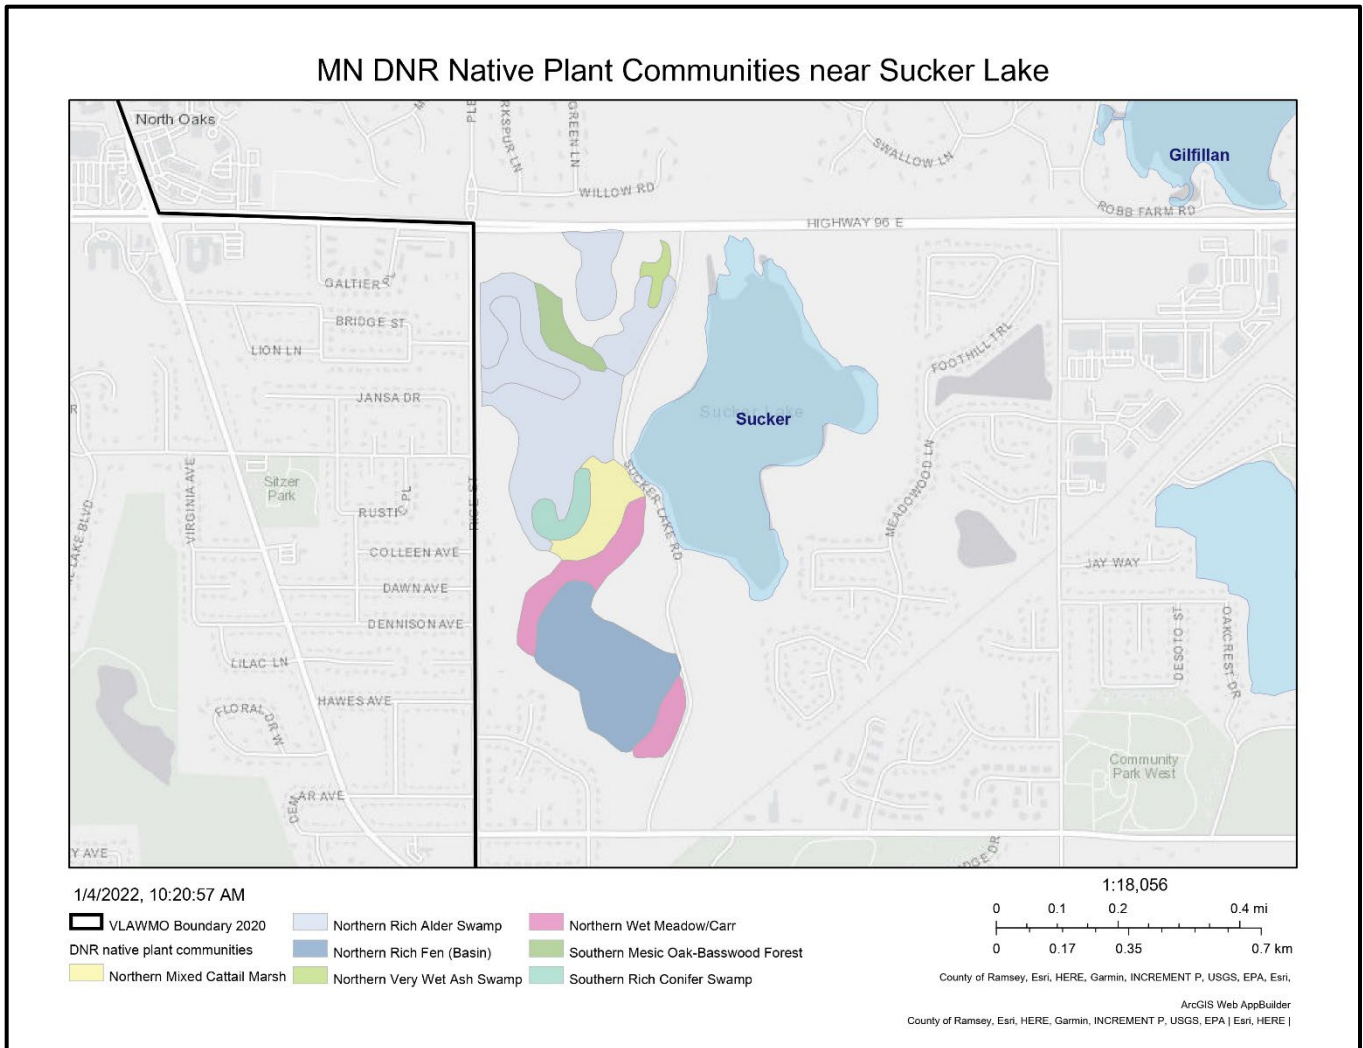 MN DNR Native Plant Communities near Sucker Lake
North Oaks
GREEN LN
SWALLOW LN
Gilfillan
WILLOW RD
ROBB FARM RD
HIGHWAY 96 E
GALTIER PL
BRIDGE ST
LION LN
FOOTHILL TRL
JANSA DR
Sucker Lake
Sucker
VIRGINIA AVE
Sitzer
Park
RUSTIC PL
SUCKER LAKE RD
MEADOWOOD LN
LAKE BLVD
COLLEEN AVE
JAY WAY
DAWN AVE
DENNISON AVE
DESOTO ST
OAKCREST DR
LILAC LN
HAWES AVE
FLORAL DR W
Community
Park West
AR AVE
Y AVE
1/4/2022, 10:20:57 AM
1:18,056
VLAWMO Boundary 2020
DNR native plant communities
Northern Mixed Cattail Marsh
Northern Rich Alder Swamp
Northern Rich Fen (Basin)
Northern Very Wet Ash Swamp
Northern Wet Meadow/Carr
Southern Mesic Oak-Basswood Forest
Southern Rich Conifer Swamp
0 0.1 0.2 0.4 mi
0 0.17 0.35 0.7 km
County of Ramsey, Esri, HERE, Garmin, INCREMENT P, USGS, EPA, Esri,
ArcGIS Web AppBuilder
County of Ramsey, Esri, HERE, Garmin, INCREMENT P, USGS, EPA | Esri, HERE |